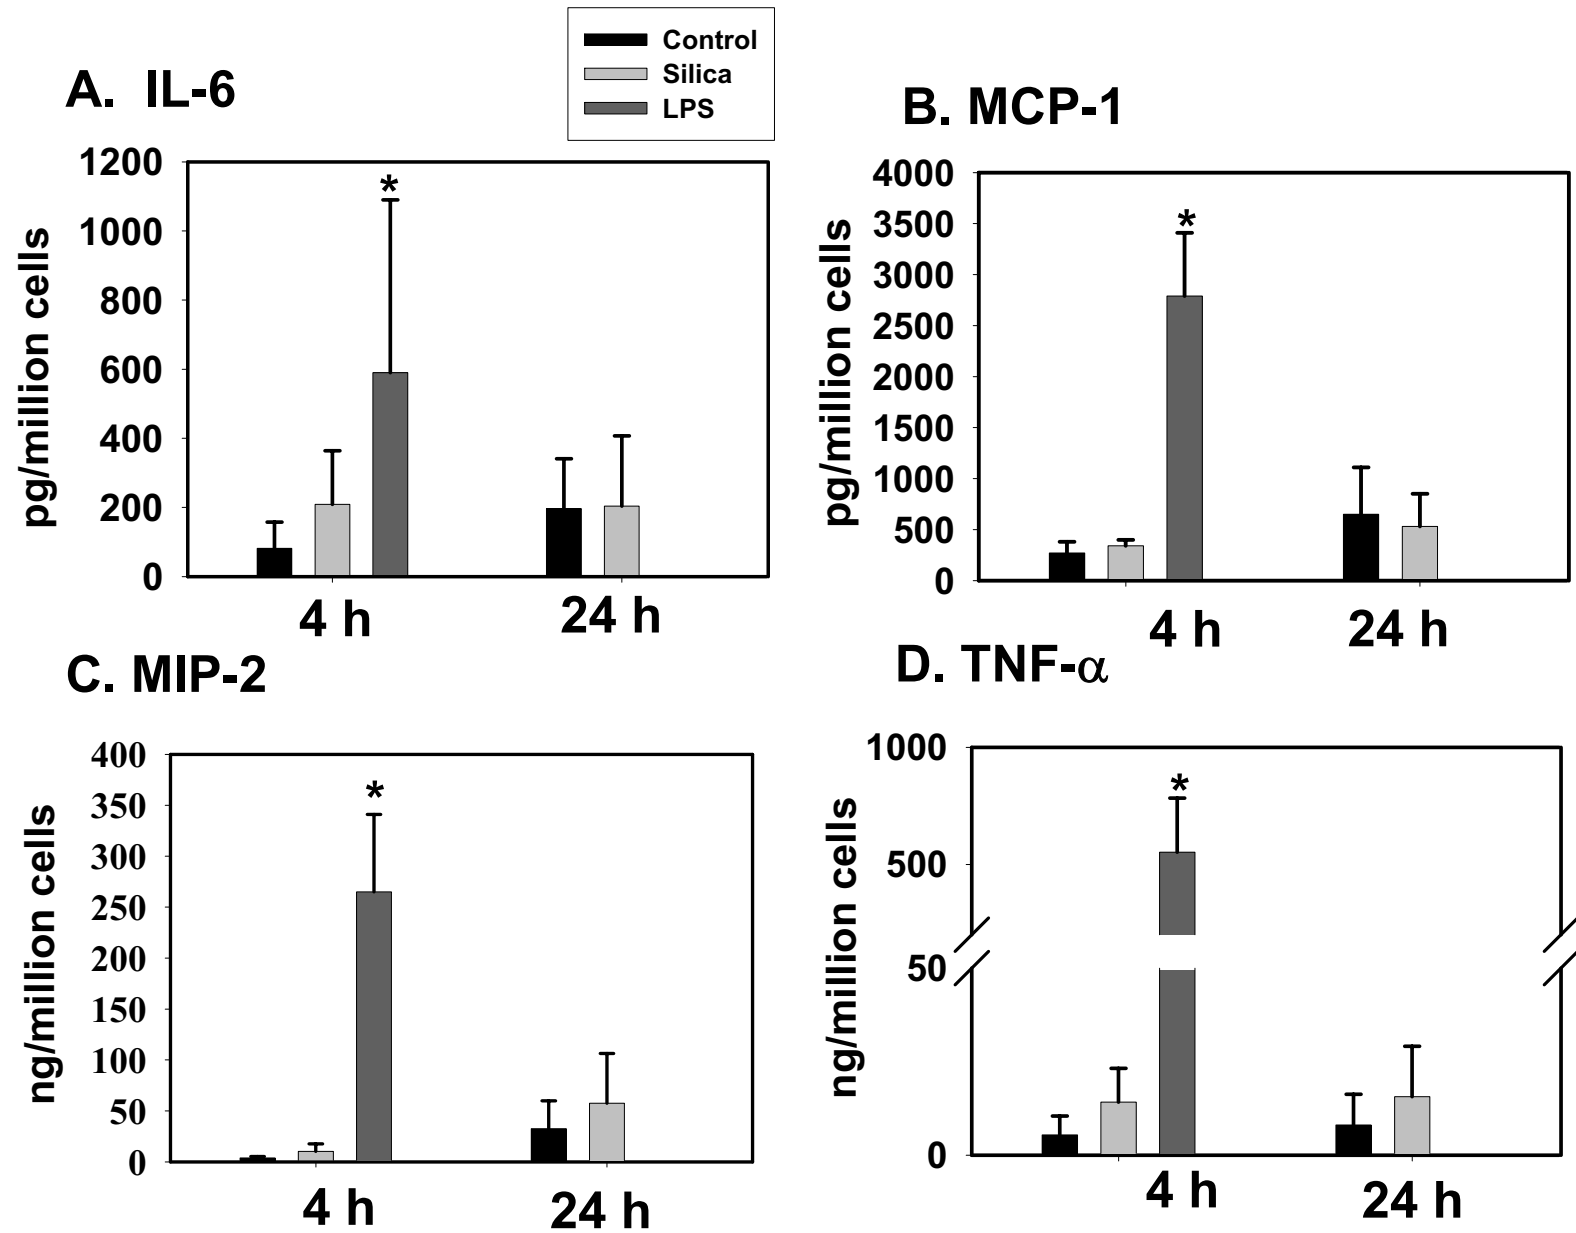 Control
Silica
LPS
A. IL-6
1200
1000
800
600
400
200
0
pg/million cells
*
4 h
24 h
B. MCP-1
4000
3500
3000
2500
2000
1500
1000
500
0
pg/million cells
*
4 h
24 h
C. MIP-2
400
350
300
250
200
150
100
50
0
ng/million cells
*
4 h
24 h
D. TNF-α
1000
500
50
0
ng/million cells
*
4 h
24 h